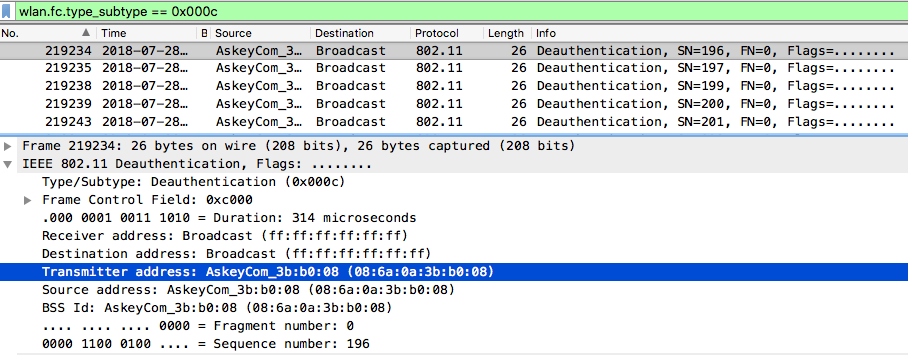 wlan.fc.type_subtype == 0x000c
No. Time B Source Destination Protocol Length Info
219234 2018-07-28… AskeyCom_3… Broadcast 802.11 26 Deauthentication, SN=196, FN=0, Flags=........
219235 2018-07-28… AskeyCom_3… Broadcast 802.11 26 Deauthentication, SN=197, FN=0, Flags=........
219238 2018-07-28… AskeyCom_3… Broadcast 802.11 26 Deauthentication, SN=199, FN=0, Flags=........
219239 2018-07-28… AskeyCom_3… Broadcast 802.11 26 Deauthentication, SN=200, FN=0, Flags=........
219243 2018-07-28… AskeyCom_3… Broadcast 802.11 26 Deauthentication, SN=201, FN=0, Flags=........
Frame 219234: 26 bytes on wire (208 bits), 26 bytes captured (208 bits)
IEEE 802.11 Deauthentication, Flags: ........
Type/Subtype: Deauthentication (0x000c)
Frame Control Field: 0xc000
.000 0001 0011 1010 = Duration: 314 microseconds
Receiver address: Broadcast (ff:ff:ff:ff:ff:ff)
Destination address: Broadcast (ff:ff:ff:ff:ff:ff)
Transmitter address: AskeyCom_3b:b0:08 (08:6a:0a:3b:b0:08)
Source address: AskeyCom_3b:b0:08 (08:6a:0a:3b:b0:08)
BSS Id: AskeyCom_3b:b0:08 (08:6a:0a:3b:b0:08)
.... .... .... 0000 = Fragment number: 0
0000 1100 0100 .... = Sequence number: 196